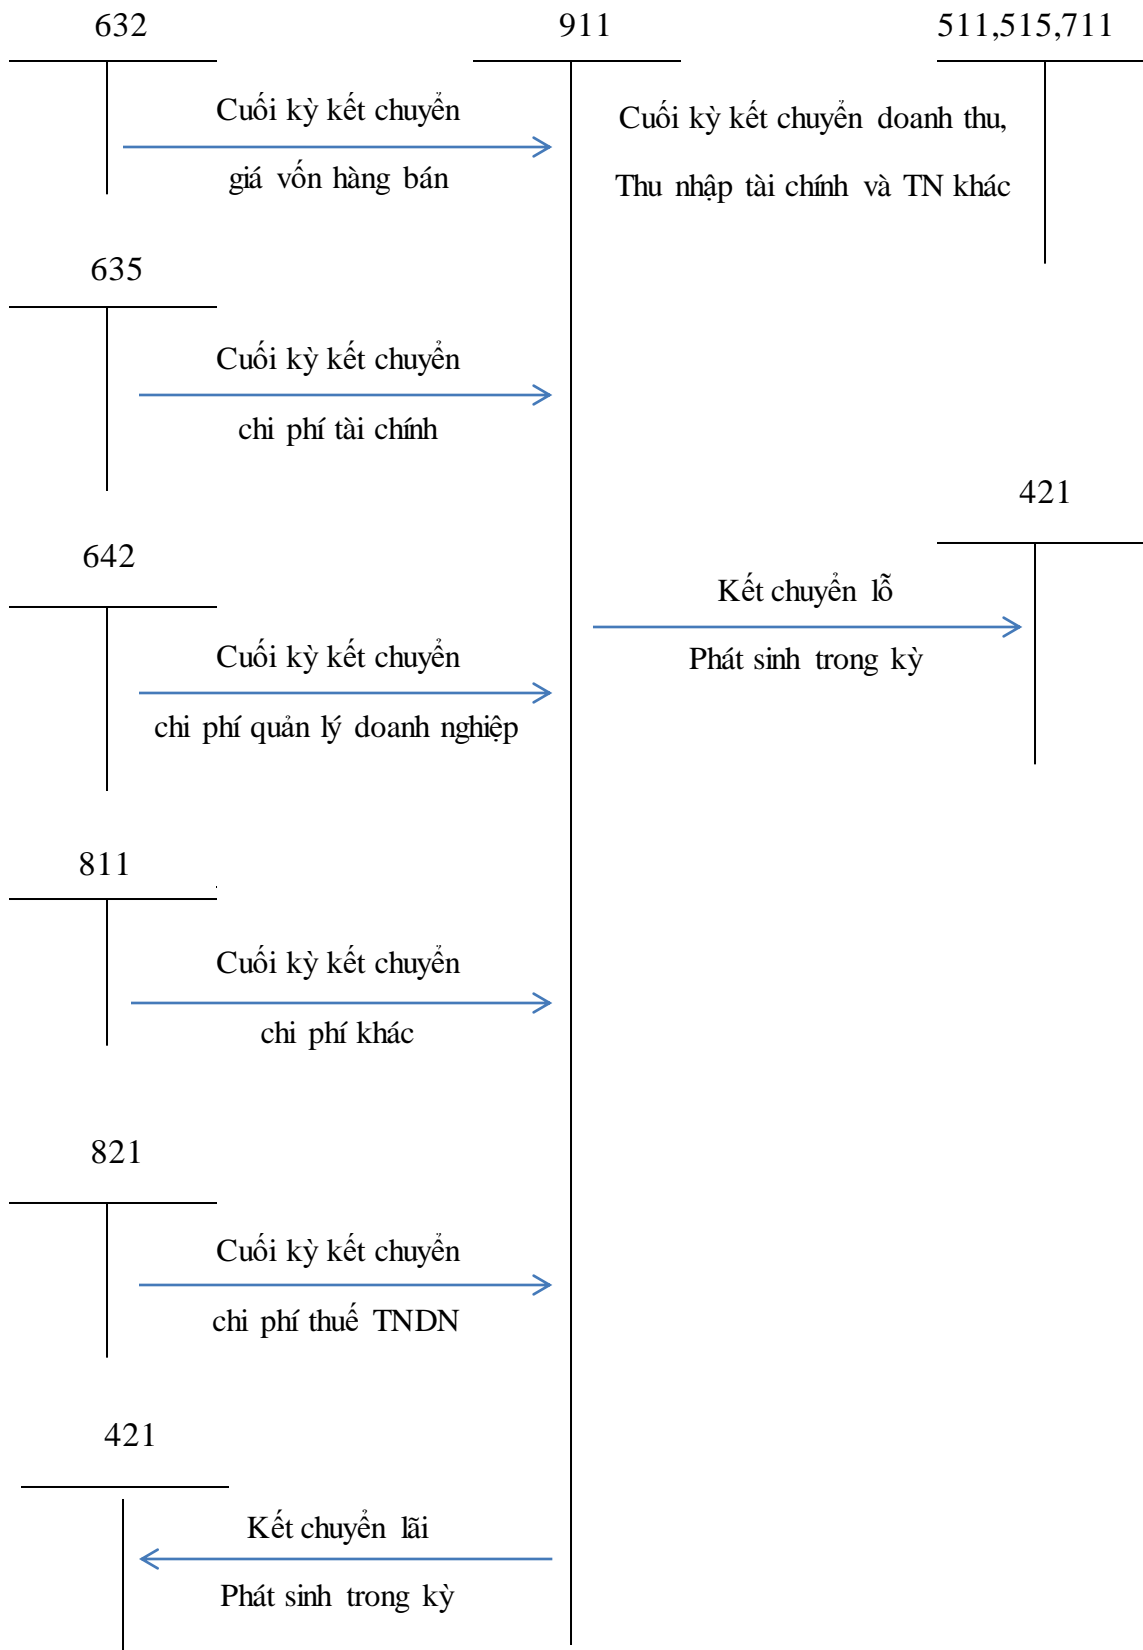 632
911
511,515,711
Cuối kỳ kết chuyển
giá vốn hàng bán
Cuối kỳ kết chuyển doanh thu,
Thu nhập tài chính và TN khác
635
Cuối kỳ kết chuyển
chi phí tài chính
421
642
Kết chuyển lỗ
Phát sinh trong kỳ
Cuối kỳ kết chuyển
chi phí quản lý doanh nghiệp
811
Cuối kỳ kết chuyển
chi phí khác
821
Cuối kỳ kết chuyển
chi phí thuế TNDN
421
Kết chuyển lãi
Phát sinh trong kỳ